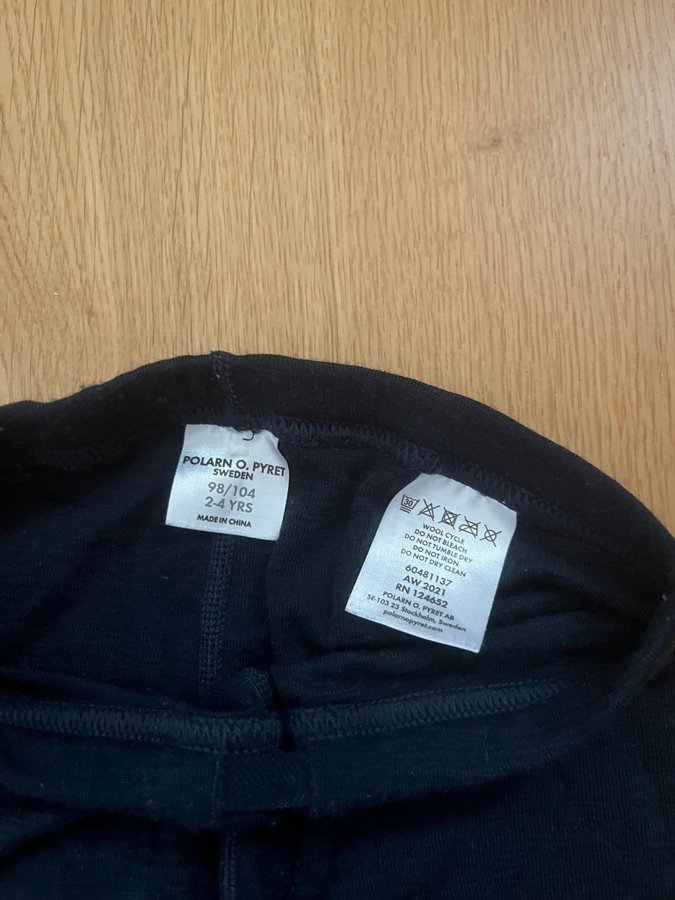 POLARN O. PYRET
SWEDEN
98/104
2-4 YRS
MADE IN CHINA
30
WOOL CYCLE
DO NOT BLEACH
DO NOT TUMBLE DRY
DO NOT IRON
DO NOT DRY CLEAN
60481137
AW 2021
RN 124652
POLARN O. PYRET AB
SE-103 23 Stockholm, Sweden
polarnopyret.com